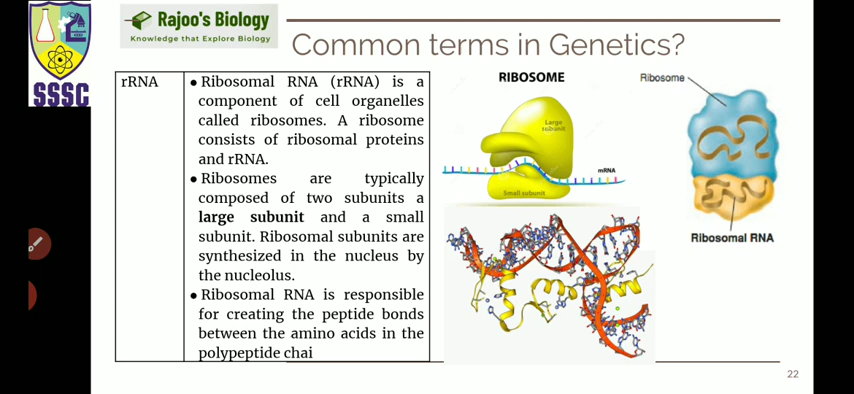 Rajoo's Biology
Knowledge that Explore Biology
SSSC
Common terms in Genetics?
rRNA
● Ribosomal RNA (rRNA) is a
component of cell organelles
called ribosomes. A ribosome
consists of ribosomal proteins
and rRNA.
● Ribosomes are typically
composed of two subunits a
large subunit and a small
subunit. Ribosomal subunits are
synthesized in the nucleus by
the nucleolus.
● Ribosomal RNA is responsible
for creating the peptide bonds
between the amino acids in the
polypeptide chai
RIBOSOME
Large
subunit
mRNA
Small subunit
Ribosome
Ribosomal RNA
22